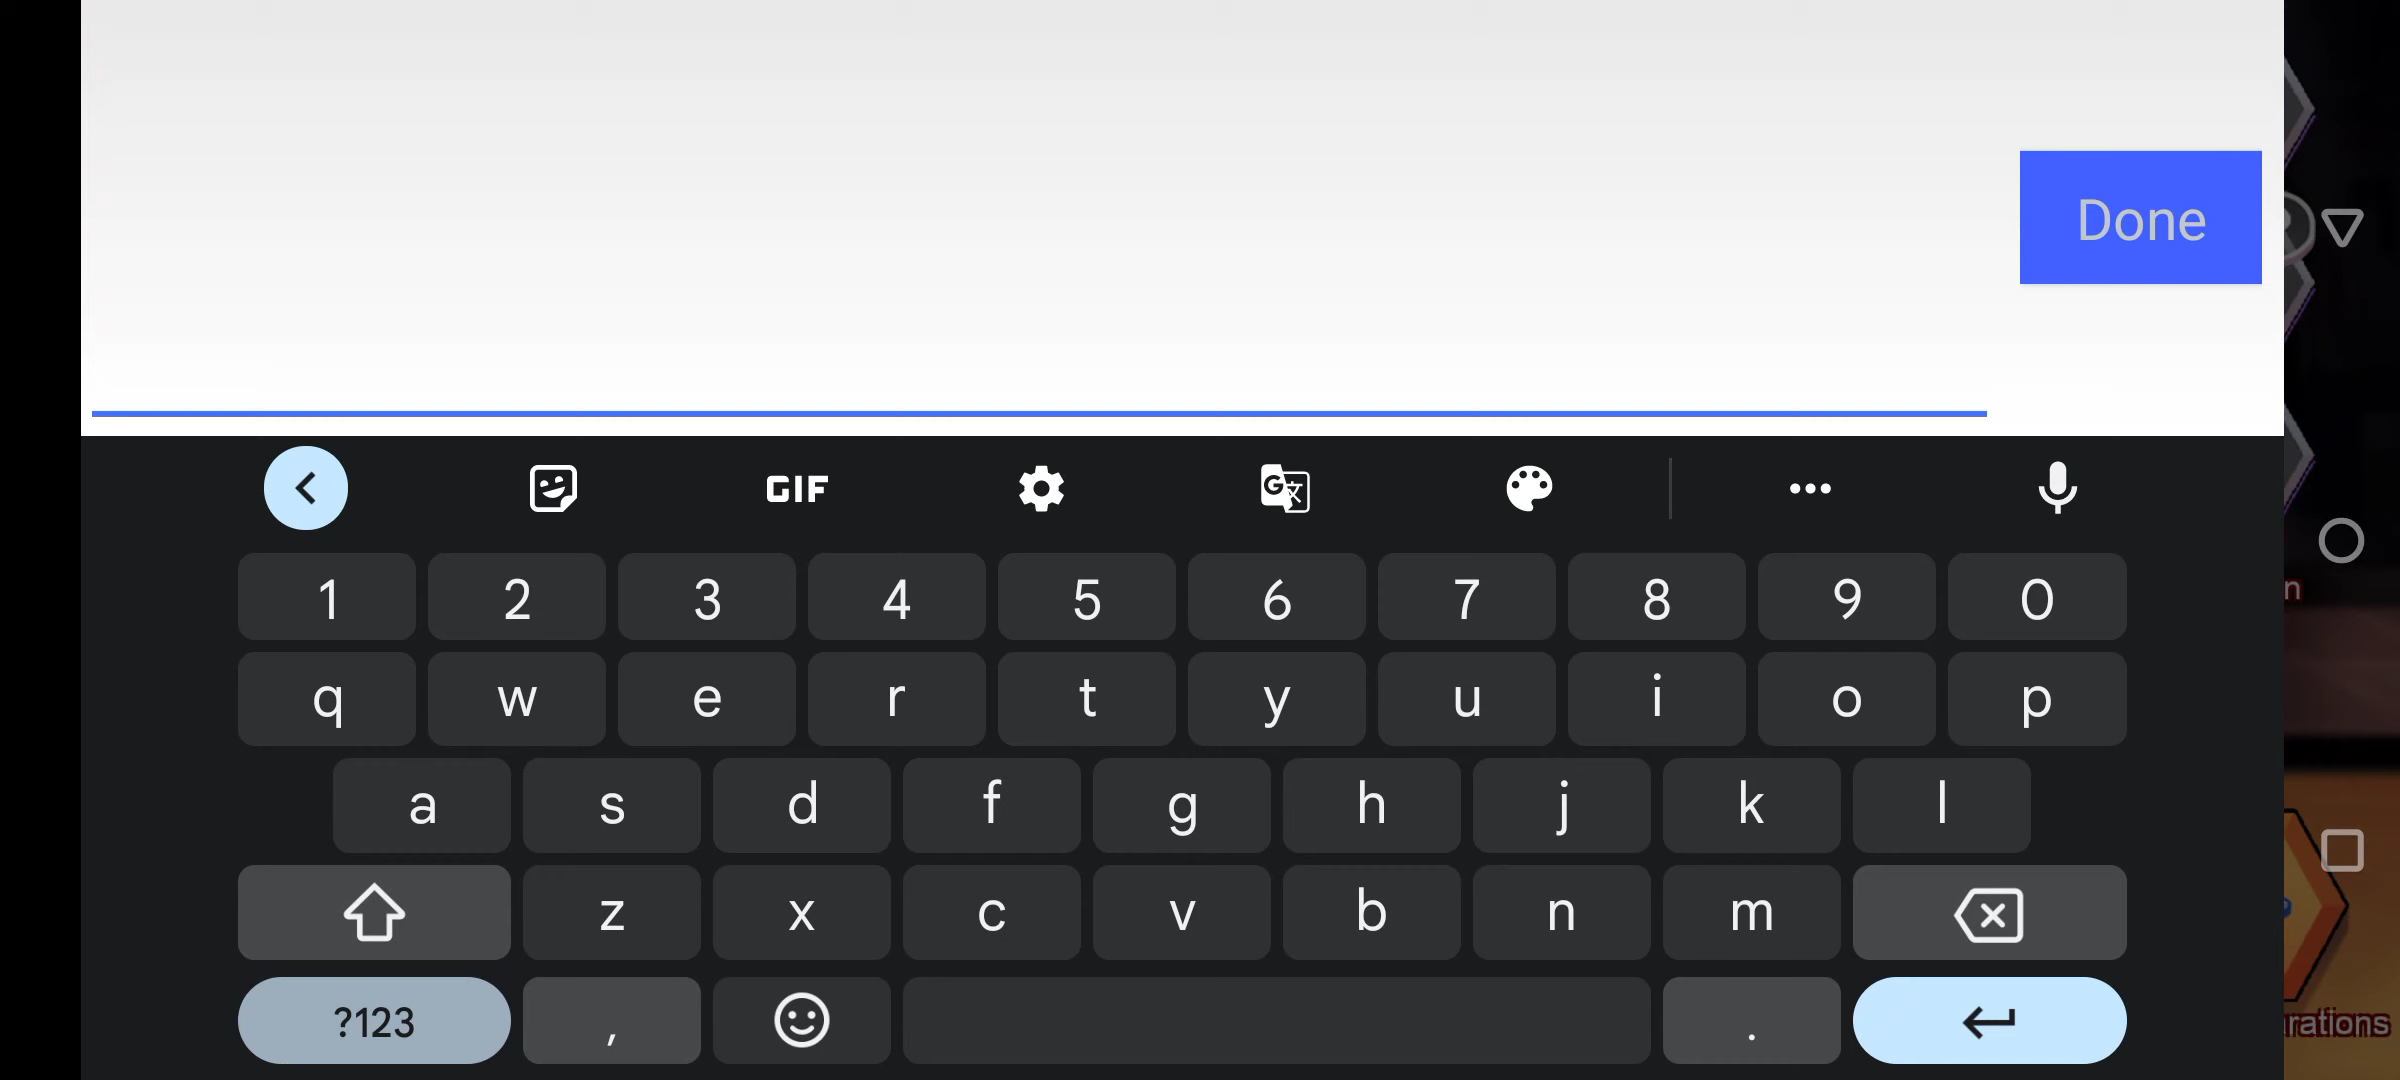 Done
GIF
1 2 3 4 5 6 7 8 9 0
q w e r t y u i o p
a s d f g h j k l
z x c v b n m
?123 , .
n
rations